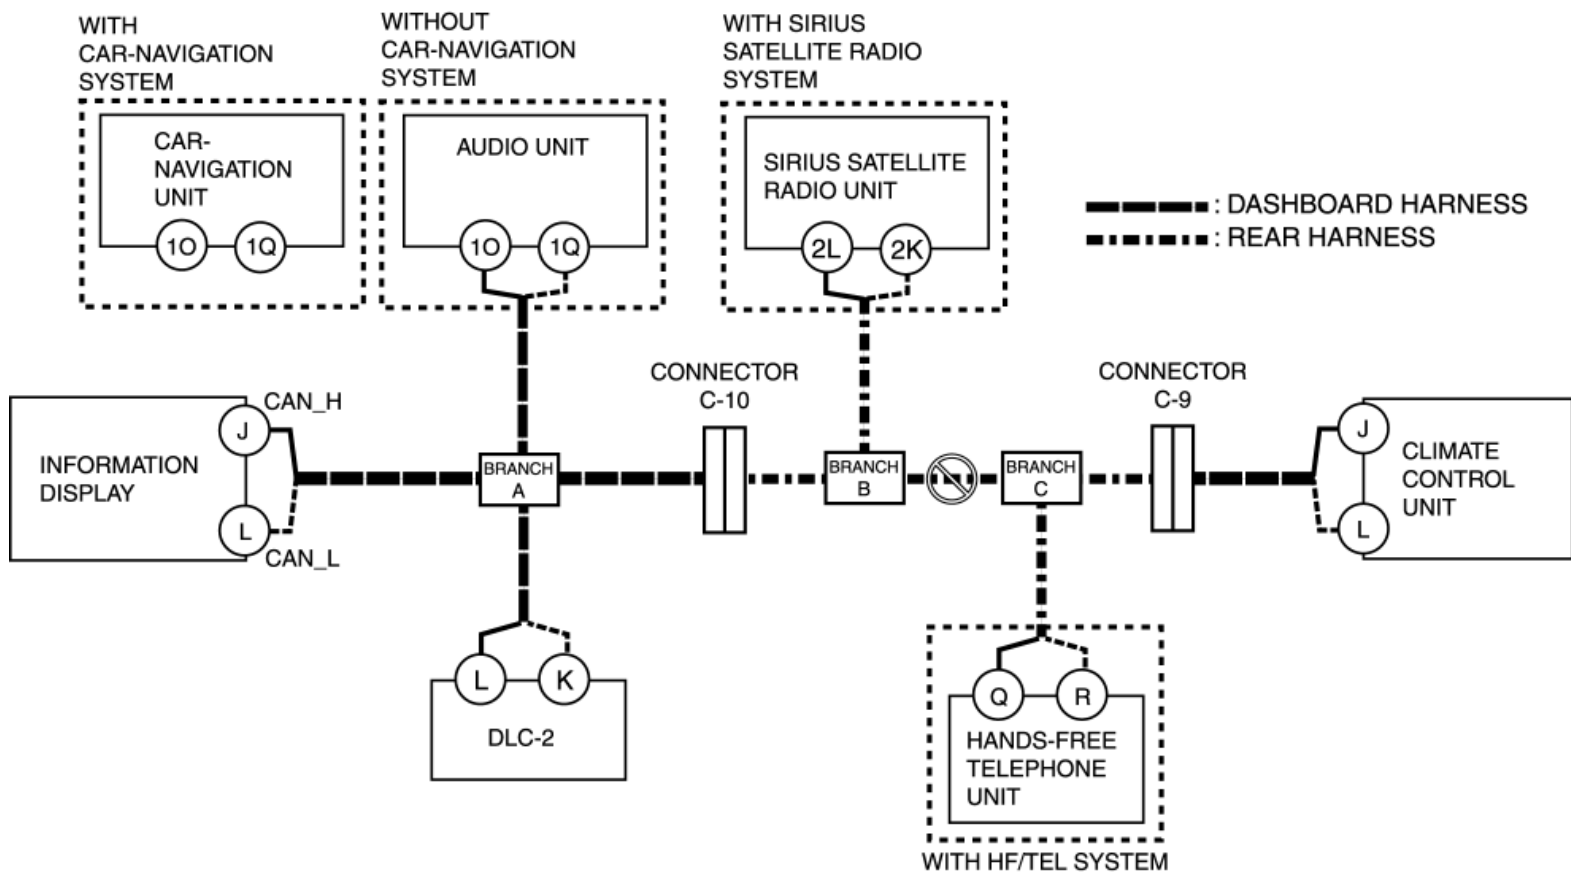 WITH
CAR-NAVIGATION
SYSTEM
WITHOUT
CAR-NAVIGATION
SYSTEM
WITH SIRIUS
SATELLITE RADIO
SYSTEM
CAR-
NAVIGATION
UNIT
1O 1Q
AUDIO UNIT
1O 1Q
SIRIUS SATELLITE
RADIO UNIT
2L 2K
: DASHBOARD HARNESS
: REAR HARNESS
INFORMATION
DISPLAY
J
CAN_H
L
CAN_L
BRANCH
A
CONNECTOR
C-10
BRANCH
B
BRANCH
C
CONNECTOR
C-9
J
L
CLIMATE
CONTROL
UNIT
L K
DLC-2
Q R
HANDS-FREE
TELEPHONE
UNIT
WITH HF/TEL SYSTEM